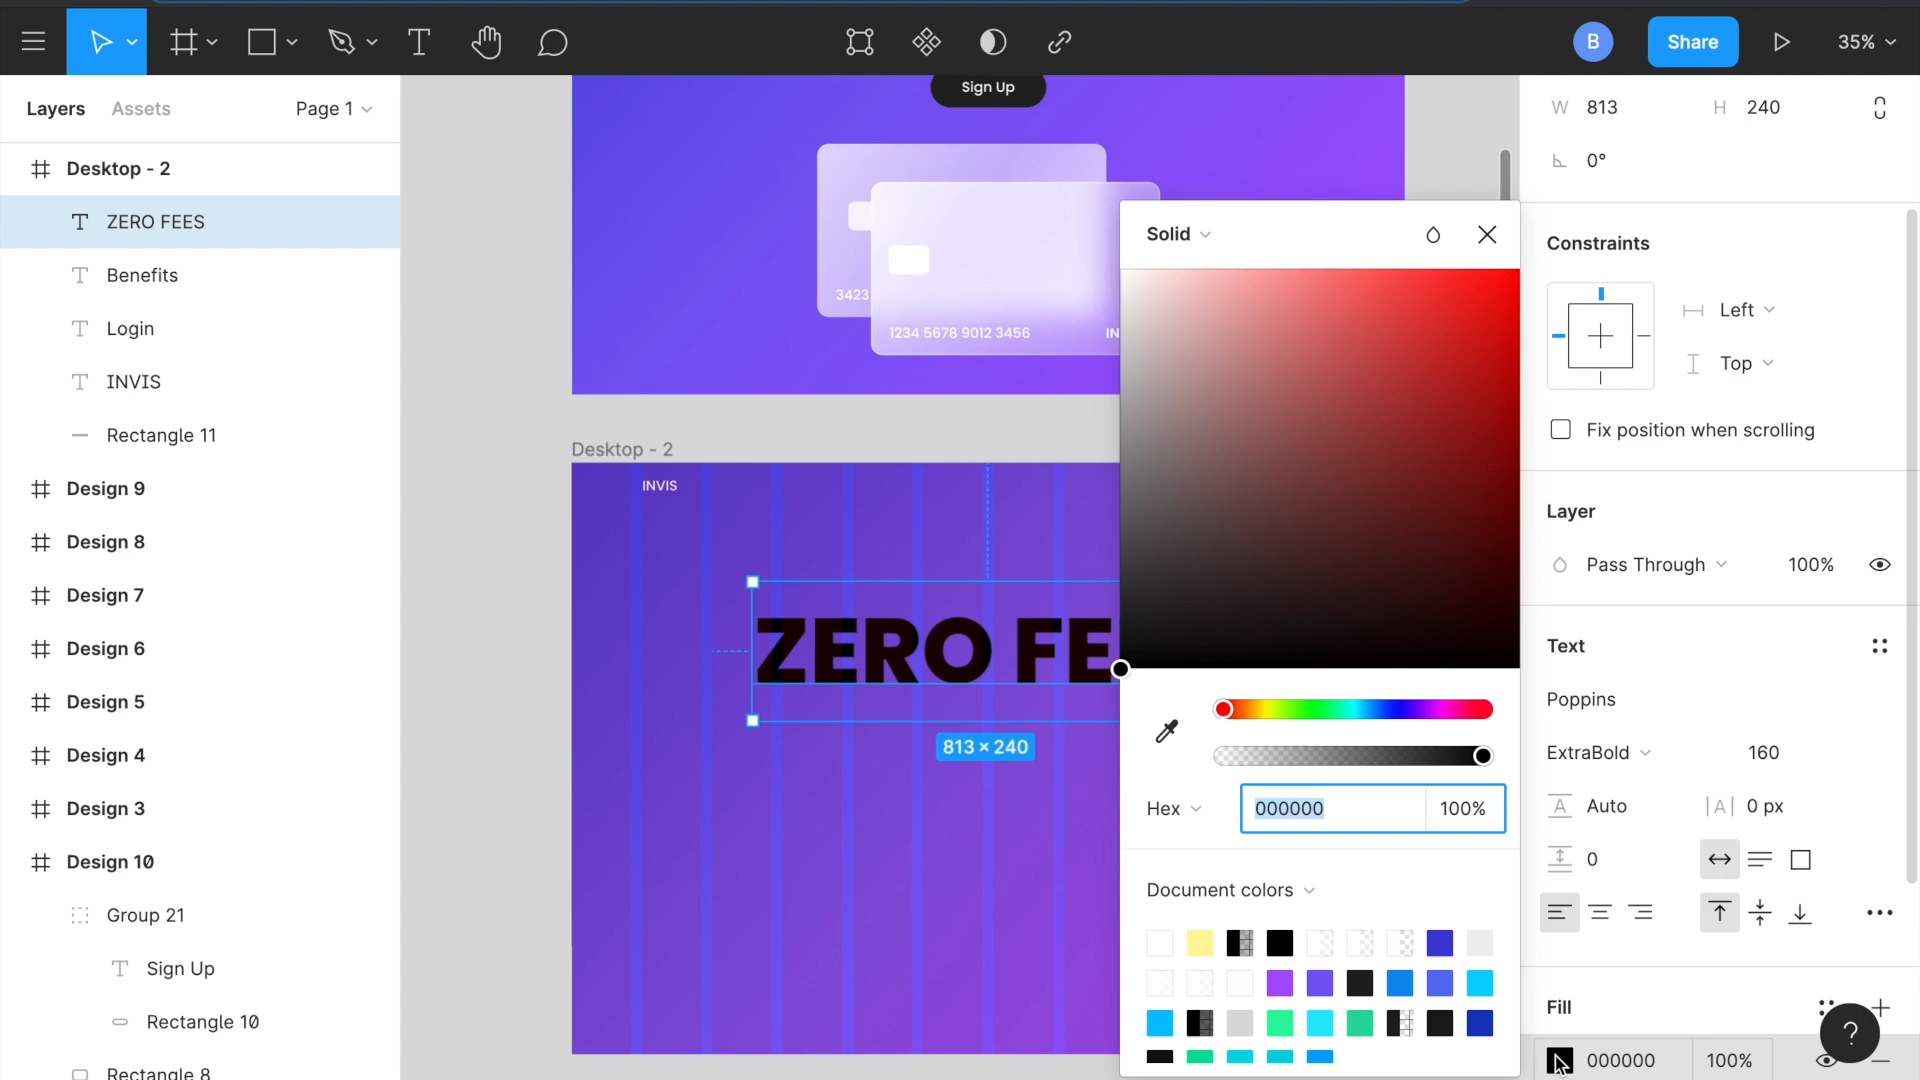 B
Share
35%
Layers
Assets
Page 1
Desktop - 2
ZERO FEES
Benefits
Login
INVIS
Rectangle 11
Design 9
Design 8
Design 7
Design 6
Design 5
Design 4
Design 3
Design 10
Group 21
Sign Up
Rectangle 10
Rectangle 8
Sign Up
3423
1234 5678 9012 3456
IN
Desktop - 2
INVIS
ZERO FE
813 × 240
Solid
Hex
000000
100%
Document colors
W 813
H 240
0°
Constraints
Left
Top
Fix position when scrolling
Layer
Pass Through
100%
Text
Poppins
ExtraBold
160
A Auto
|A| 0 px
0
Fill
?
000000
100%